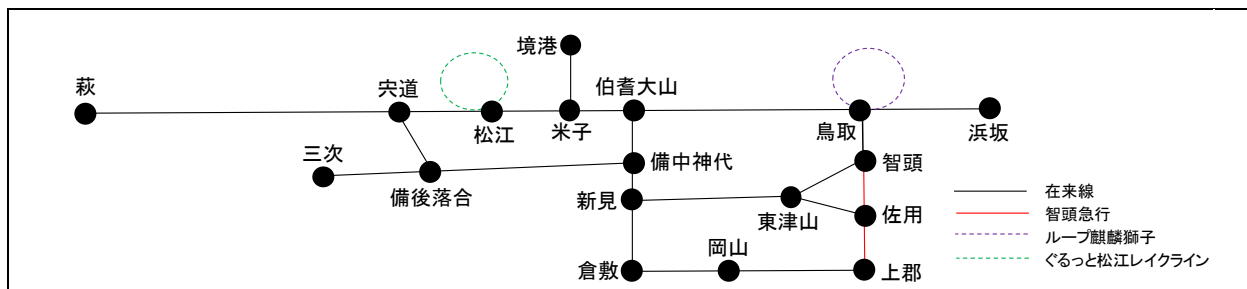 境港
萩
宍道
伯耆大山
松江
米子
鳥取
浜坂
三次
備中神代
智頭
備後落合
新見
東津山
佐用
岡山
倉敷
上郡
在来線
智頭急行
ループ麒麟獅子
ぐるっと松江レイクライン